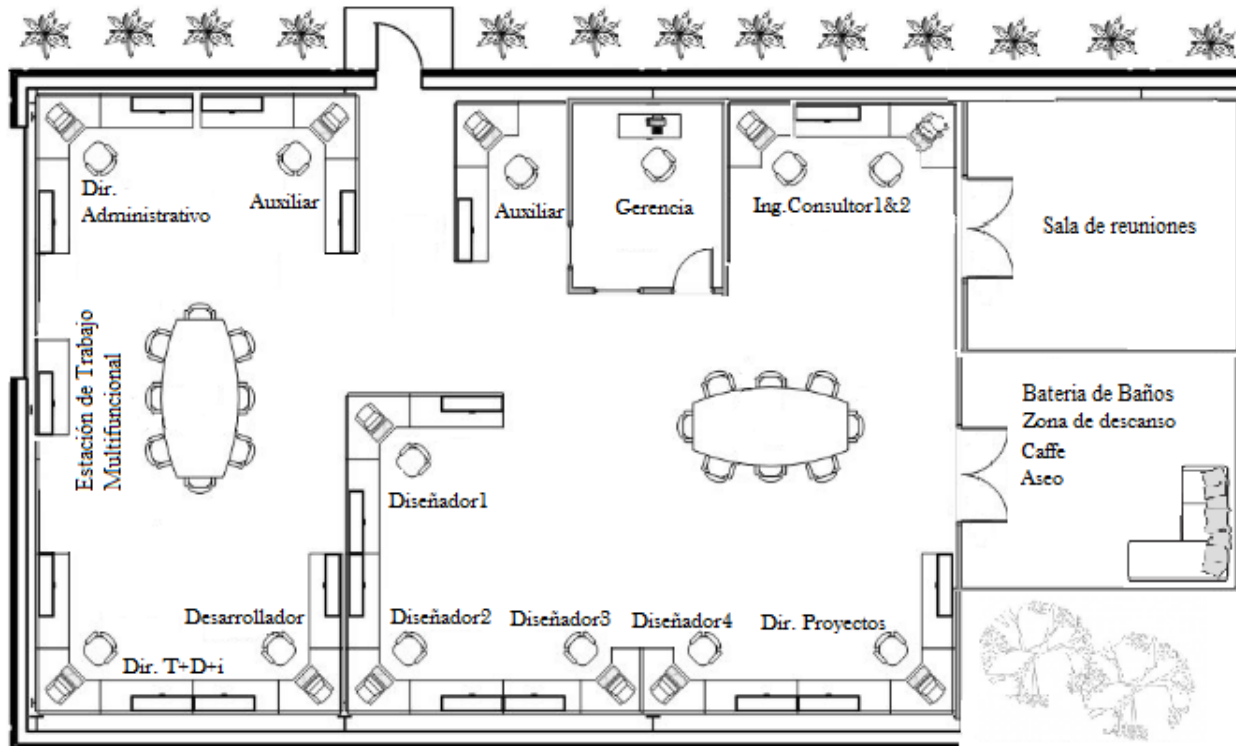 Dir.
Administrativo
Auxiliar
Auxiliar
Gerencia
Ing.Consultor1&2
Sala de reuniones
Estación de Trabajo
Multifuncional
Bateria de Baños
Zona de descanso
Caffe
Aseo
Diseñador1
Desarrollador
Diseñador2
Diseñador3
Diseñador4
Dir. Proyectos
Dir. T+D+i